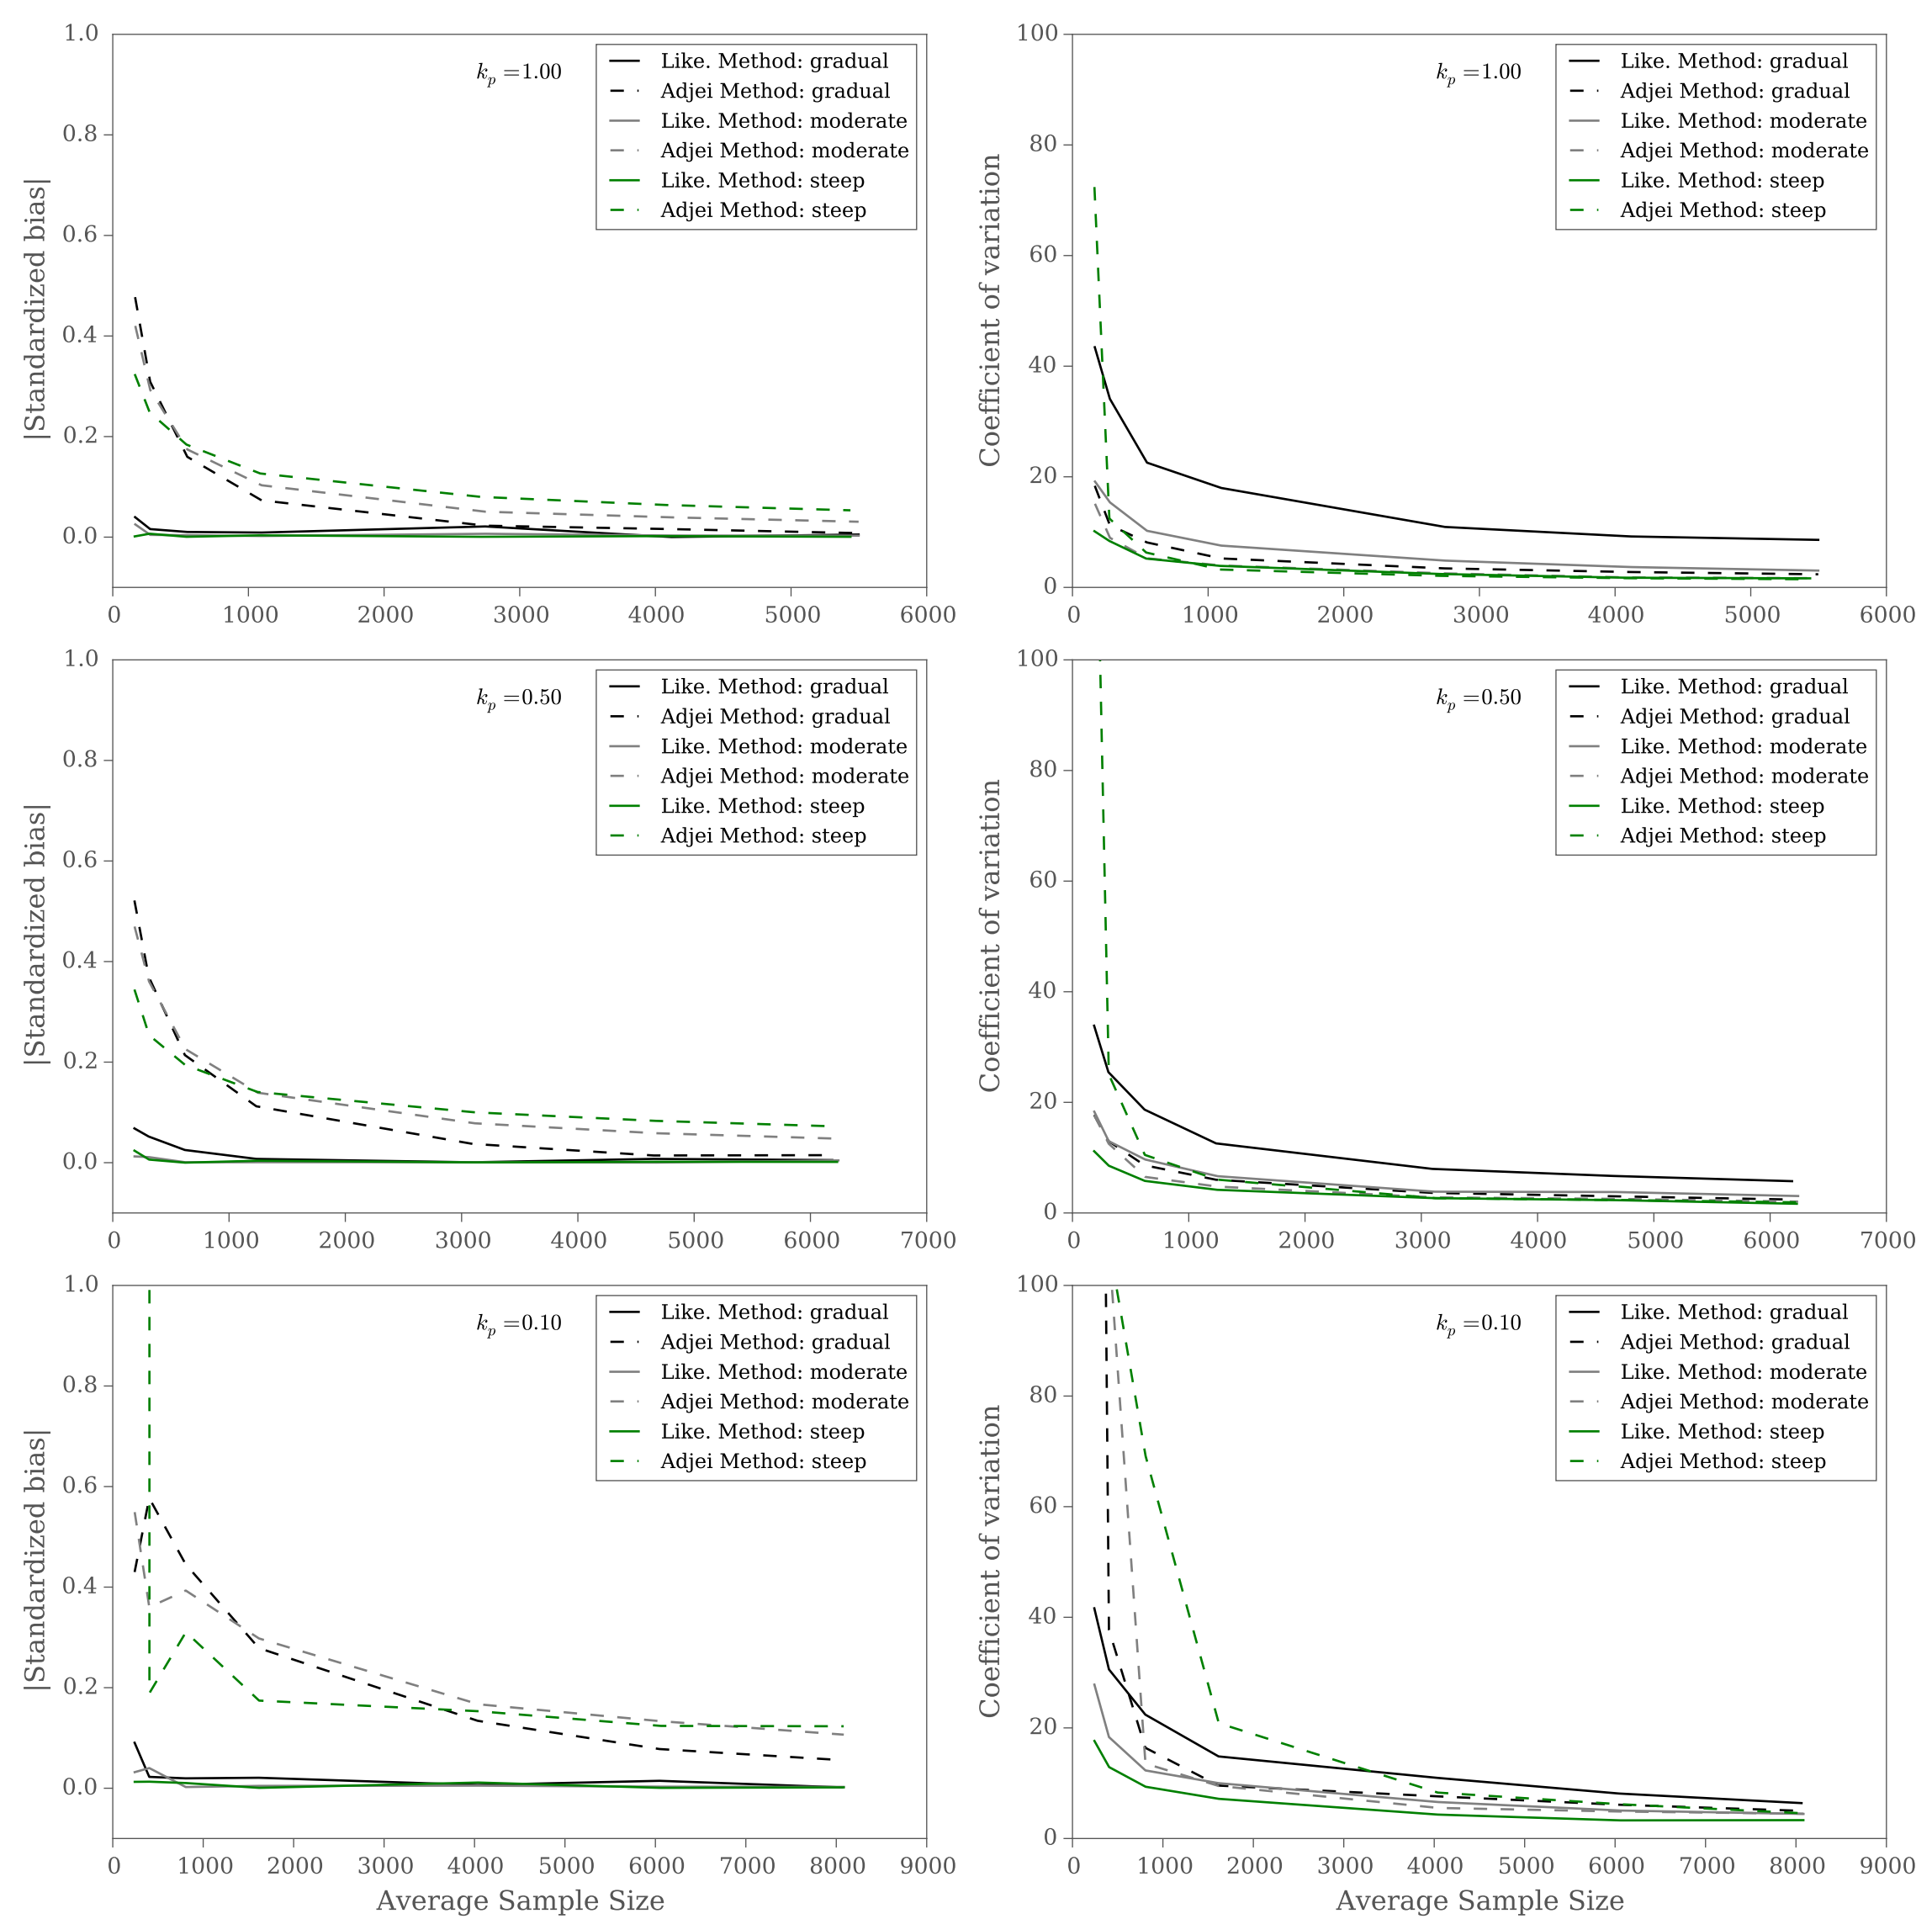 |Standardized bias|
1.0
0.8
0.6
0.4
0.2
0.0
k_p =1.00
Like. Method: gradual
Adjei Method: gradual
Like. Method: moderate
Adjei Method: moderate
Like. Method: steep
Adjei Method: steep
0 1000 2000 3000 4000 5000 6000
Coefficient of variation
100
80
60
40
20
0
k_p =1.00
Like. Method: gradual
Adjei Method: gradual
Like. Method: moderate
Adjei Method: moderate
Like. Method: steep
Adjei Method: steep
0 1000 2000 3000 4000 5000 6000
|Standardized bias|
1.0
0.8
0.6
0.4
0.2
0.0
k_p =0.50
Like. Method: gradual
Adjei Method: gradual
Like. Method: moderate
Adjei Method: moderate
Like. Method: steep
Adjei Method: steep
0 1000 2000 3000 4000 5000 6000 7000
Coefficient of variation
100
80
60
40
20
0
k_p =0.50
Like. Method: gradual
Adjei Method: gradual
Like. Method: moderate
Adjei Method: moderate
Like. Method: steep
Adjei Method: steep
0 1000 2000 3000 4000 5000 6000 7000
|Standardized bias|
1.0
0.8
0.6
0.4
0.2
0.0
k_p =0.10
Like. Method: gradual
Adjei Method: gradual
Like. Method: moderate
Adjei Method: moderate
Like. Method: steep
Adjei Method: steep
0 1000 2000 3000 4000 5000 6000 7000 8000 9000
Average Sample Size
Coefficient of variation
100
80
60
40
20
0
k_p =0.10
Like. Method: gradual
Adjei Method: gradual
Like. Method: moderate
Adjei Method: moderate
Like. Method: steep
Adjei Method: steep
0 1000 2000 3000 4000 5000 6000 7000 8000 9000
Average Sample Size